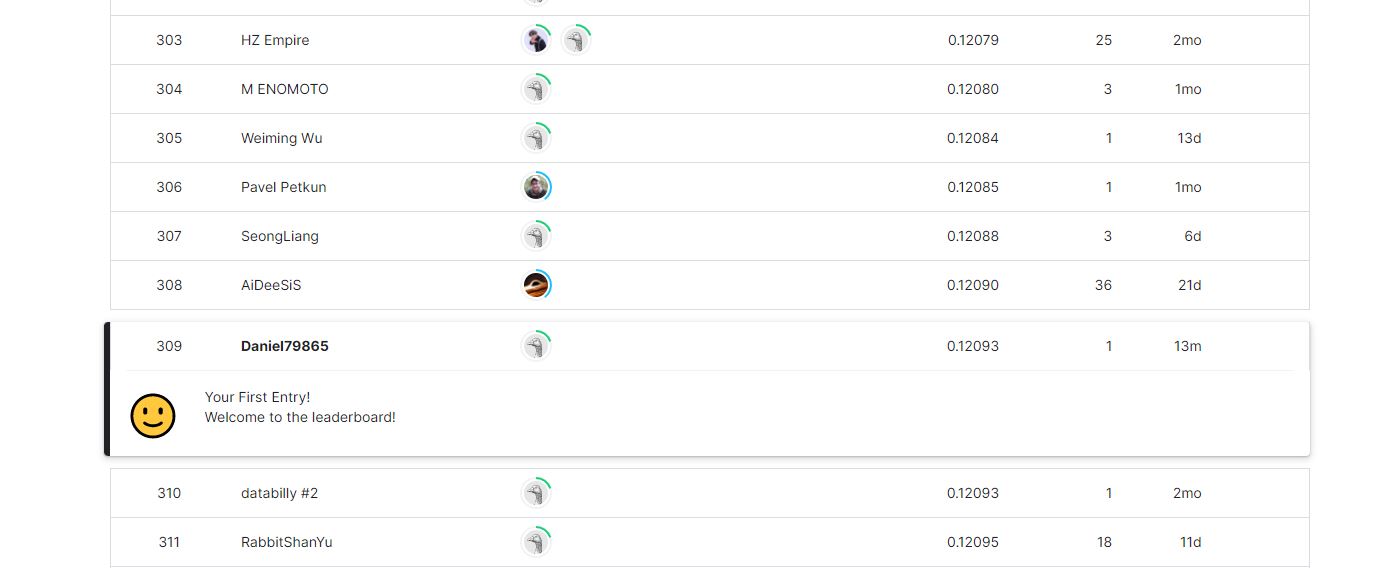 303 HZ Empire 0.12079 25 2mo
304 M ENOMOTO 0.12080 3 1mo
305 Weiming Wu 0.12084 1 13d
306 Pavel Petkun 0.12085 1 1mo
307 SeongLiang 0.12088 3 6d
308 AiDeeSiS 0.12090 36 21d
309 Daniel79865 0.12093 1 13m
Your First Entry!
Welcome to the leaderboard!
310 databilly #2 0.12093 1 2mo
311 RabbitShanYu 0.12095 18 11d